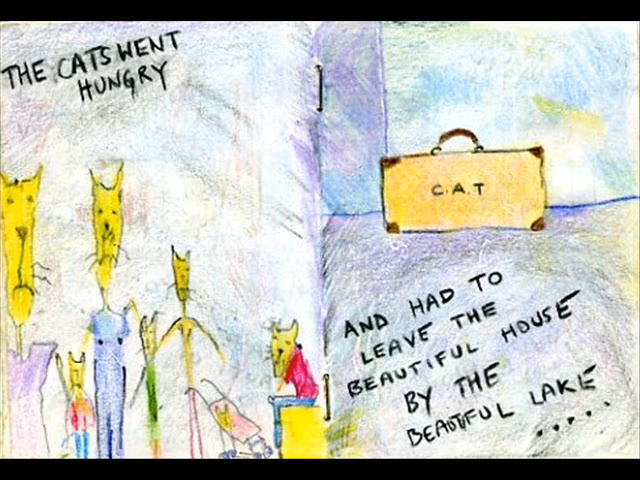 THE CATS WENT
HUNGRY
C.A.T
AND HAD TO
LEAVE THE
BEAUTIFUL HOUSE
BY THE
BEAUTIFUL LAKE
.....